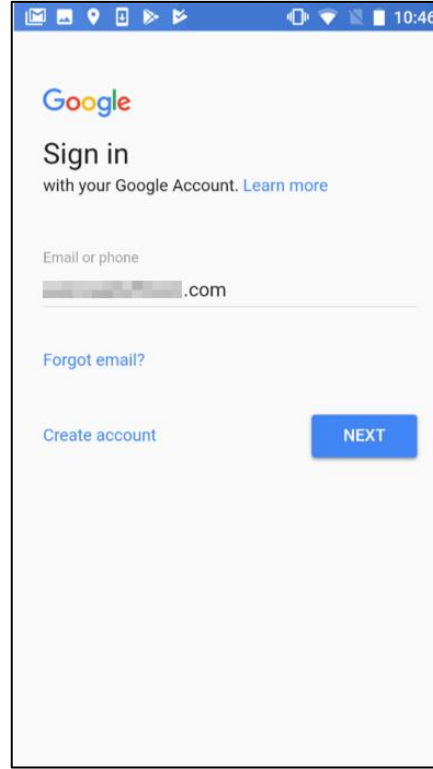 10:46
Google
Sign in
with your Google Account. Learn more
Email or phone
.com
Forgot email?
Create account NEXT